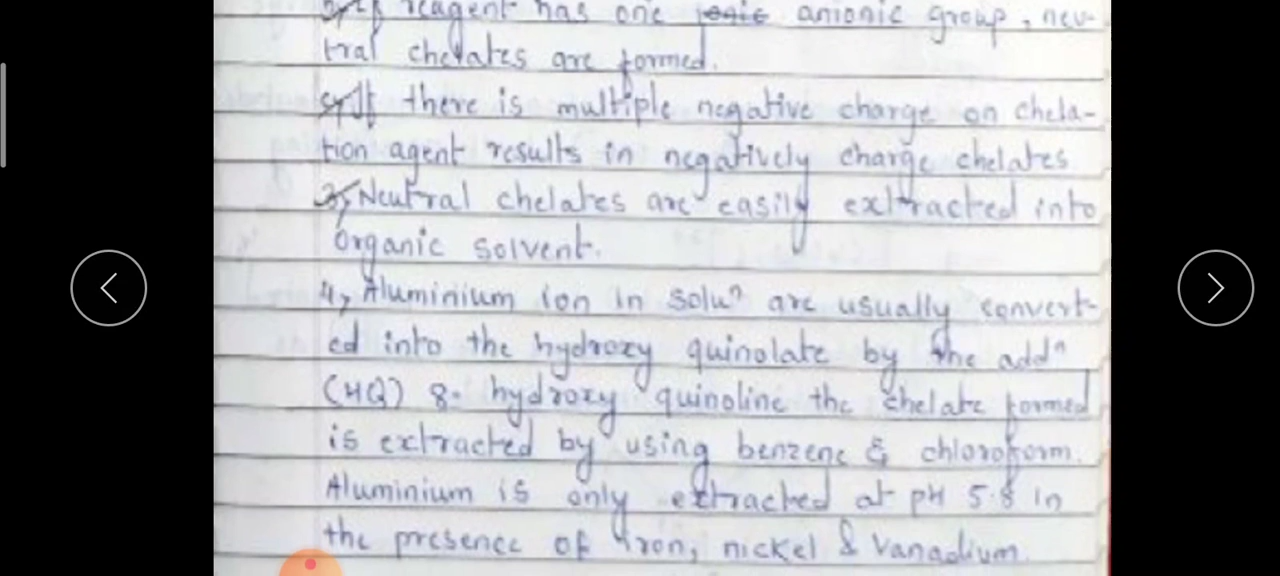 If reagent has one anionic group, neu-
tral chelates are formed.
If there is multiple negative charge on chela-
tion agent results in negatively charge chelates
3, Neutral chelates are easily extracted into
organic solvent.
4, Aluminium ion in soluⁿ are usually convert-
ed into the hydroxy quinolate by the addⁿ
(HQ) 8- hydroxy quinoline the chelate formed
is extracted by using benzene & chloroform.
Aluminium is only extracted at pH 5.8 in
the presence of iron, nickel & Vanadium.